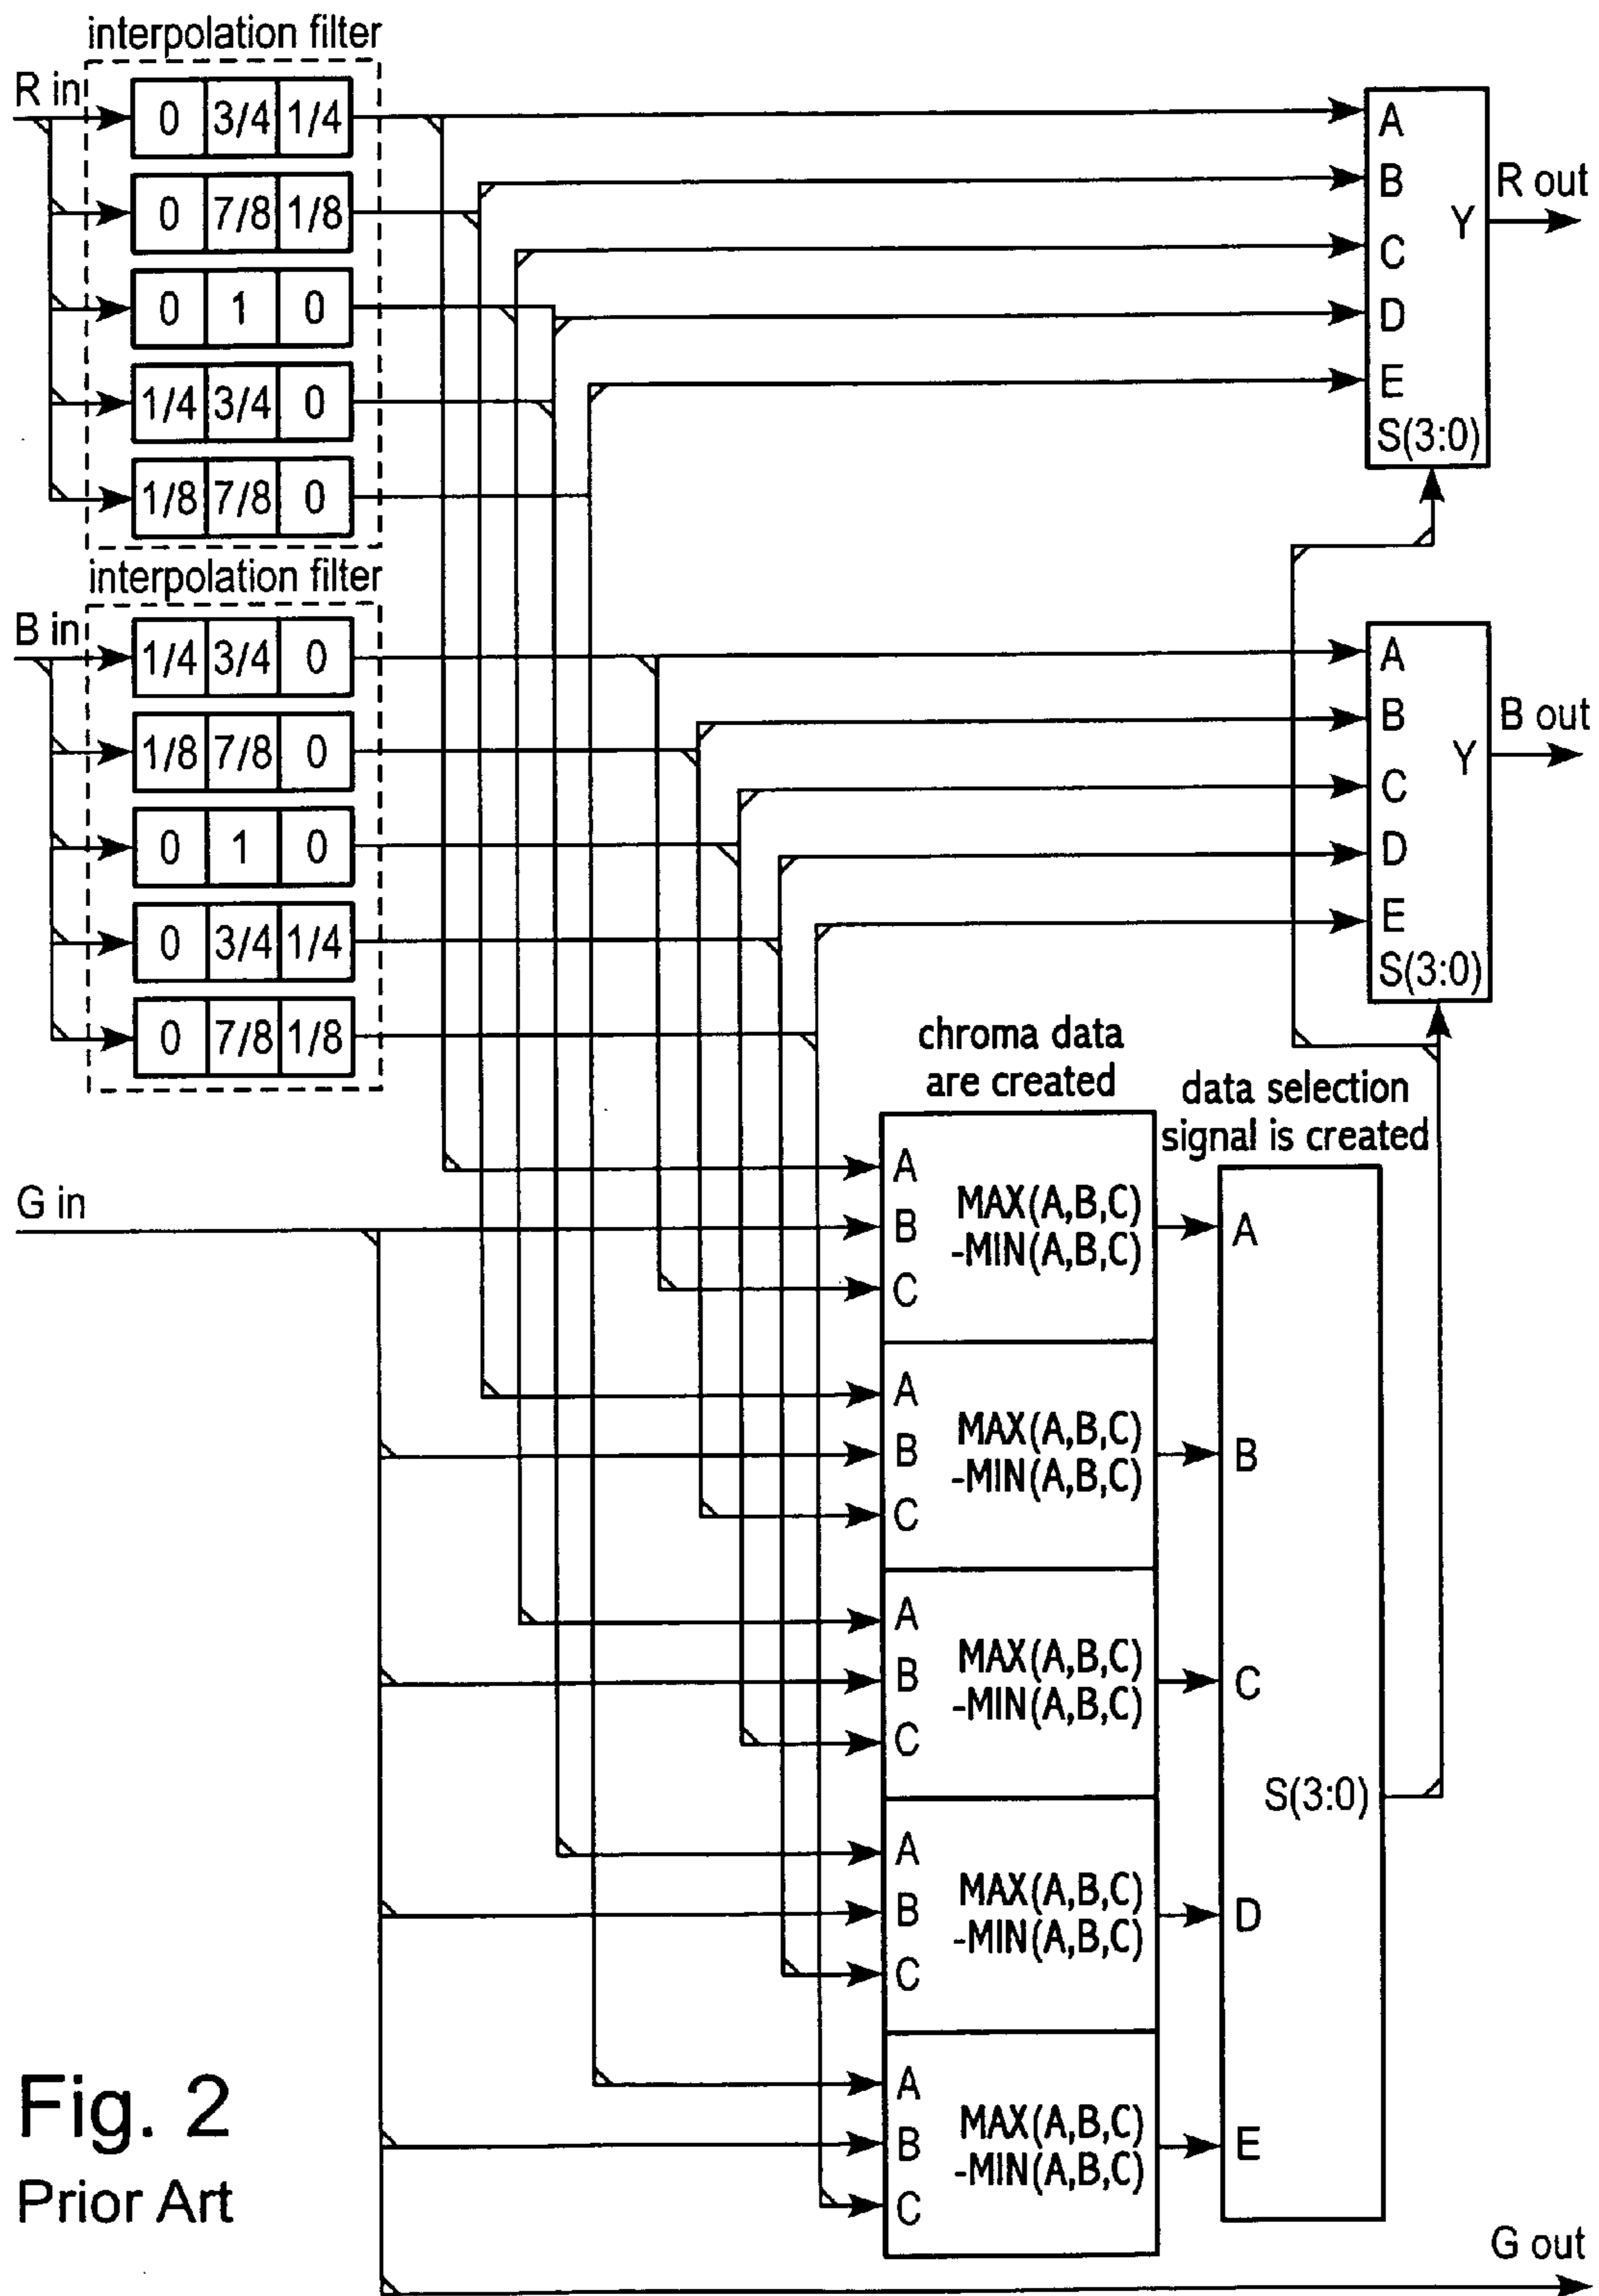 interpolation filter
R in
0 3/4 1/4
0 7/8 1/8
0 1 0
1/4 3/4 0
1/8 7/8 0
A
B
C
D
E
Y
S(3:0)
R out
interpolation filter
B in
1/4 3/4 0
1/8 7/8 0
0 1 0
0 3/4 1/4
0 7/8 1/8
A
B
C
D
E
Y
S(3:0)
B out
chroma data
are created
data selection
signal is created
G in
A
B
C
MAX(A,B,C)
-MIN(A,B,C)
A
B
C
MAX(A,B,C)
-MIN(A,B,C)
A
B
C
MAX(A,B,C)
-MIN(A,B,C)
A
B
C
MAX(A,B,C)
-MIN(A,B,C)
A
B
C
MAX(A,B,C)
-MIN(A,B,C)
A
B
C
S(3:0)
D
E
G out
Fig. 2
Prior Art